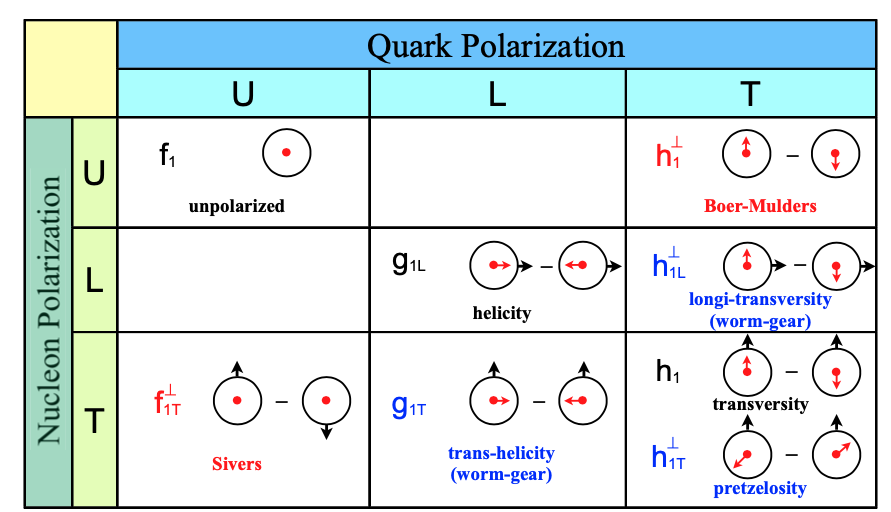 Quark Polarization
U L T
Nucleon Polarization
U
f₁
unpolarized
h₁⊥ –
Boer-Mulders
L
g₁L –
helicity
h₁L⊥ –
longi-transversity
(worm-gear)
T
f₁T⊥ –
Sivers
g₁T –
trans-helicity
(worm-gear)
h₁ –
transversity
h₁T⊥ –
pretzelosity